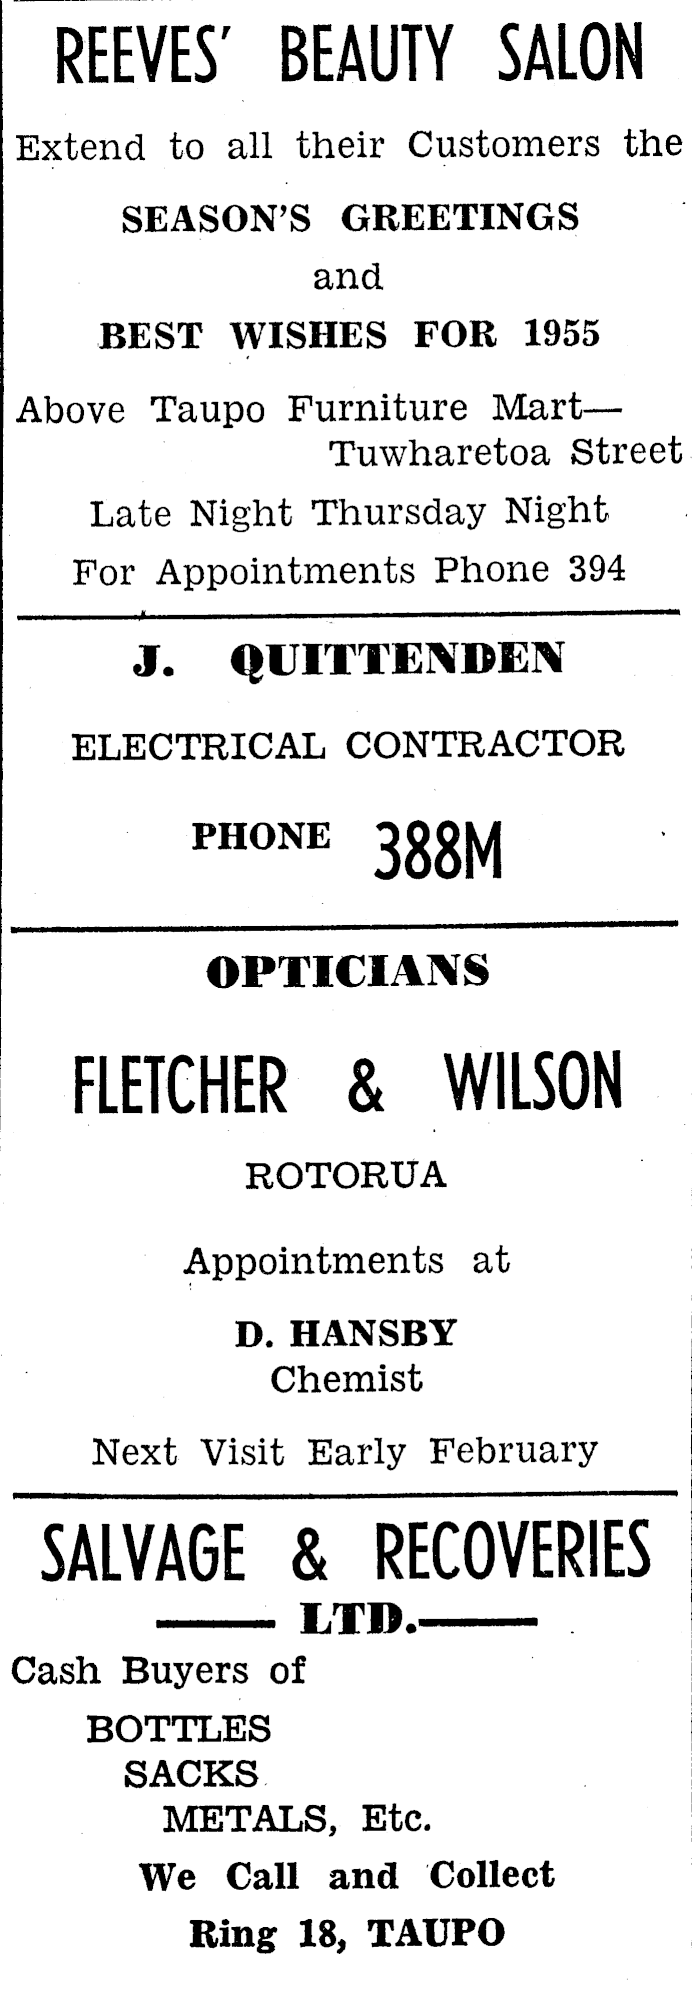 REEVES' BEAUTY SALON
Extend to all their Customers the
SEASON'S GREETINGS
and
BEST WISHES FOR 1955
Above Taupo Furniture Mart—
Tuwharetoa Street
Late Night Thursday Night
For Appointments Phone 394
J. QUITTENDEN
ELECTRICAL CONTRACTOR
PHONE 388M
OPTICIANS
FLETCHER & WILSON
ROTORUA
Appointments at
D. HANSBY
Chemist
Next Visit Early February
SALVAGE & RECOVERIES
LTD.
Cash Buyers of
BOTTLES
SACKS
METALS, Etc.
We Call and Collect
Ring 18, TAUPO